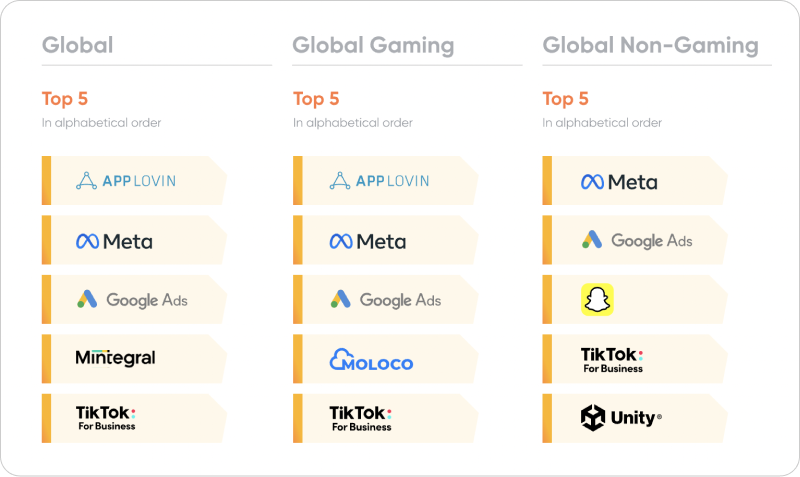 Global
Top 5
In alphabetical order
APPLOVIN
Meta
Google Ads
Mintegral
TikTok:
For Business
Global Gaming
Top 5
In alphabetical order
APPLOVIN
Meta
Google Ads
MOLOCO
TikTok:
For Business
Global Non-Gaming
Top 5
In alphabetical order
Meta
Google Ads
TikTok:
For Business
Unity®